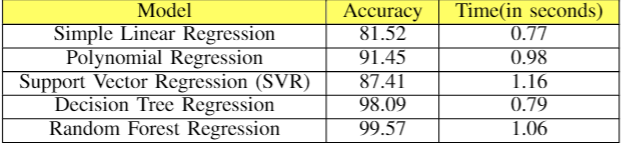 Model Accuracy Time(in seconds)
Simple Linear Regression 81.52 0.77
Polynomial Regression 91.45 0.98
Support Vector Regression (SVR) 87.41 1.16
Decision Tree Regression 98.09 0.79
Random Forest Regression 99.57 1.06